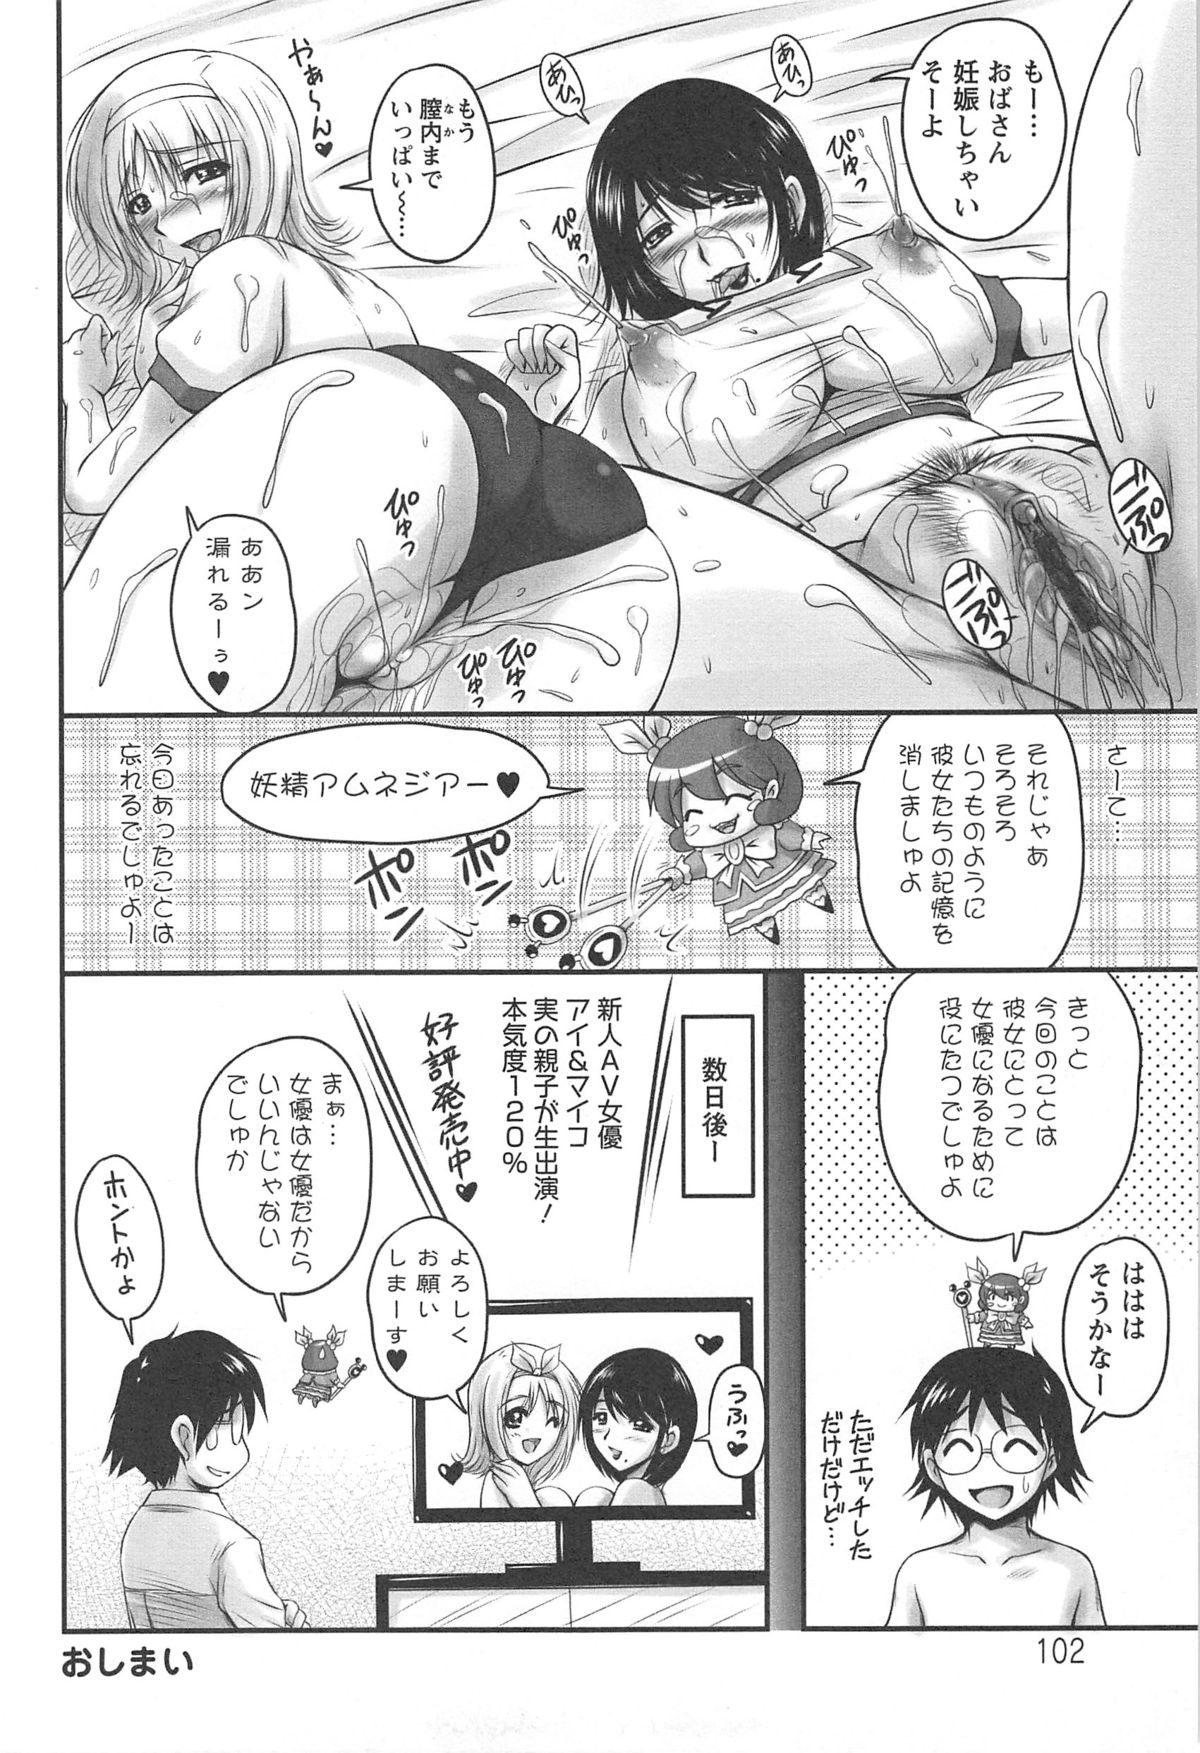 もー…
おばさん
妊娠しちゃい
そーよ
あひっ
あひっ
ぴゅっ
ぴゅっ
ぴゅっ
もう
膣内まで
なか
いっぱい～…
やぁ～ん♥
ゴぷっ
ゴぷっ
ぴゅっ
ぴゅっ
ぴゅっ
ああン
漏れるーぅ♥
さーて…
それじゃぁ
そろそろ
いつものように
彼女たちの記憶を
消しましゅよ
妖精アムネジアー♥
ポン
ポン
今日あったことは
忘れるでしゅよー
きっと
今回のことは
彼女にとって
女優になるために
役にたつでしゅよ
ははは
そうかなー
ただエッチした
だけだけど…
数日後ー
新人AV女優
アイ&マイコ
実の親子が生出演!
本気度120%
好評発売中♥
よろしく
お願い
しまーす♥
うふっ♥
まぁ…
女優は女優だから
いいんじゃない
でしゅか
ホントかよ
おしまい
102